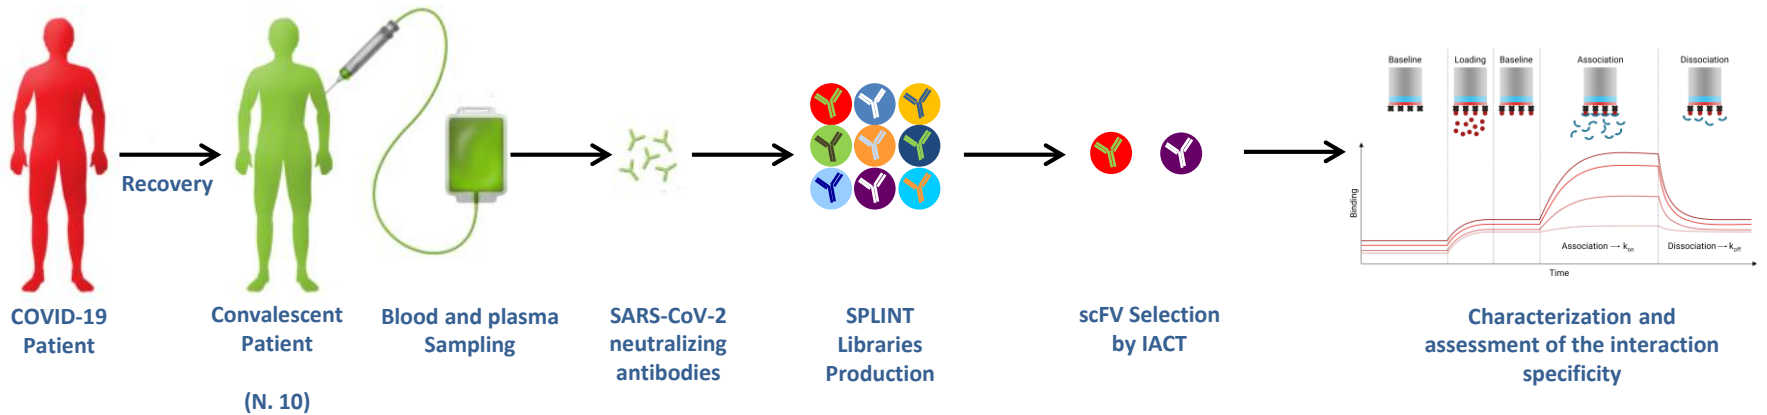 Baseline
Loading
Baseline
Association
Dissociation
Recovery
Binding
Association → kon
Dissociation → koff
Time
COVID-19
Patient
Convalescent
Patient
(N. 10)
Blood and plasma
Sampling
SARS-CoV-2
neutralizing
antibodies
SPLINT
Libraries
Production
scFV Selection
by IACT
Characterization and
assessment of the interaction
specificity